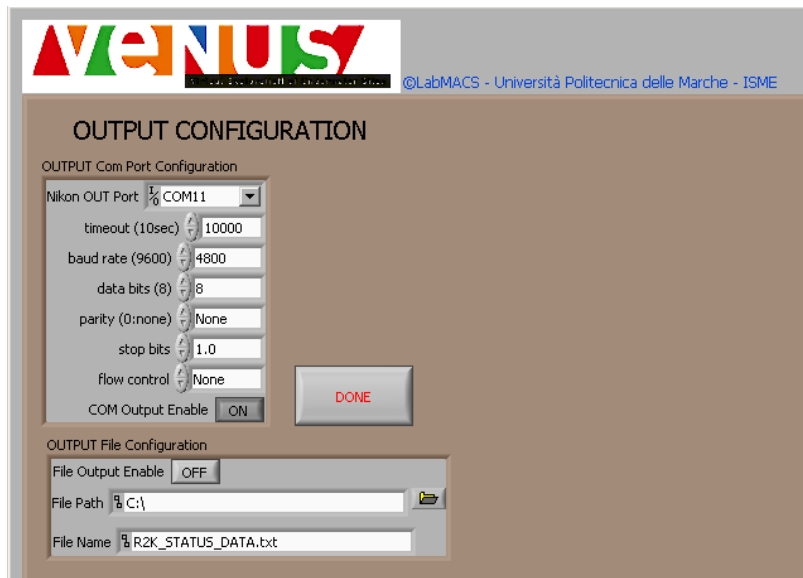 VENUS
©LabMACS - Università Politecnica delle Marche - ISME
OUTPUT CONFIGURATION
OUTPUT Com Port Configuration
Nikon OUT Port COM11
timeout (10sec) 10000
baud rate (9600) 4800
data bits (8) 8
parity (0:none) None
stop bits 1.0
flow control None
COM Output Enable ON
DONE
OUTPUT File Configuration
File Output Enable OFF
File Path C:\
File Name R2K_STATUS_DATA.txt